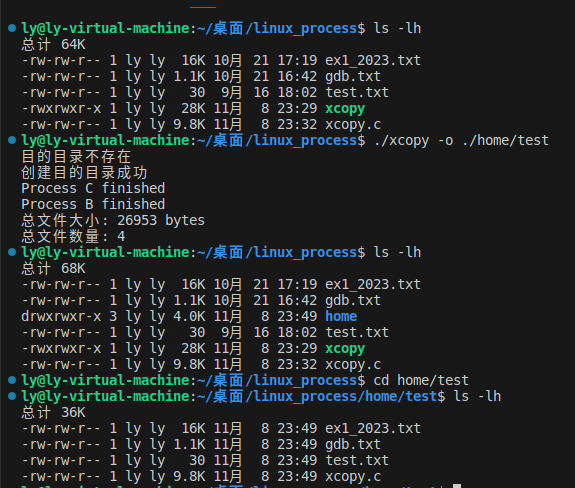 ly@ly-virtual-machine:~/桌面/linux_process$ ls -lh
总计 64K
-rw-rw-r-- 1 ly ly  16K 10月  21 17:19 ex1_2023.txt
-rw-rw-r-- 1 ly ly 1.1K 10月  21 16:42 gdb.txt
-rw-rw-r-- 1 ly ly   30  9月  16 18:02 test.txt
-rwxrwxr-x 1 ly ly  28K 11月   8 23:29 xcopy
-rw-rw-r-- 1 ly ly 9.8K 11月   8 23:32 xcopy.c
ly@ly-virtual-machine:~/桌面/linux_process$ ./xcopy -o ./home/test
目的目录不存在
创建目的目录成功
Process C finished
Process B finished
总文件大小: 26953 bytes
总文件数量: 4
ly@ly-virtual-machine:~/桌面/linux_process$ ls -lh
总计 68K
-rw-rw-r-- 1 ly ly  16K 10月  21 17:19 ex1_2023.txt
-rw-rw-r-- 1 ly ly 1.1K 10月  21 16:42 gdb.txt
drwxrwxr-x 3 ly ly 4.0K 11月   8 23:49 home
-rw-rw-r-- 1 ly ly   30  9月  16 18:02 test.txt
-rwxrwxr-x 1 ly ly  28K 11月   8 23:29 xcopy
-rw-rw-r-- 1 ly ly 9.8K 11月   8 23:32 xcopy.c
ly@ly-virtual-machine:~/桌面/linux_process$ cd home/test
ly@ly-virtual-machine:~/桌面/linux_process/home/test$ ls -lh
总计 36K
-rw-rw-r-- 1 ly ly  16K 11月   8 23:49 ex1_2023.txt
-rw-rw-r-- 1 ly ly 1.1K 11月   8 23:49 gdb.txt
-rw-rw-r-- 1 ly ly   30 11月   8 23:49 test.txt
-rw-rw-r-- 1 ly ly 9.8K 11月   8 23:49 xcopy.c